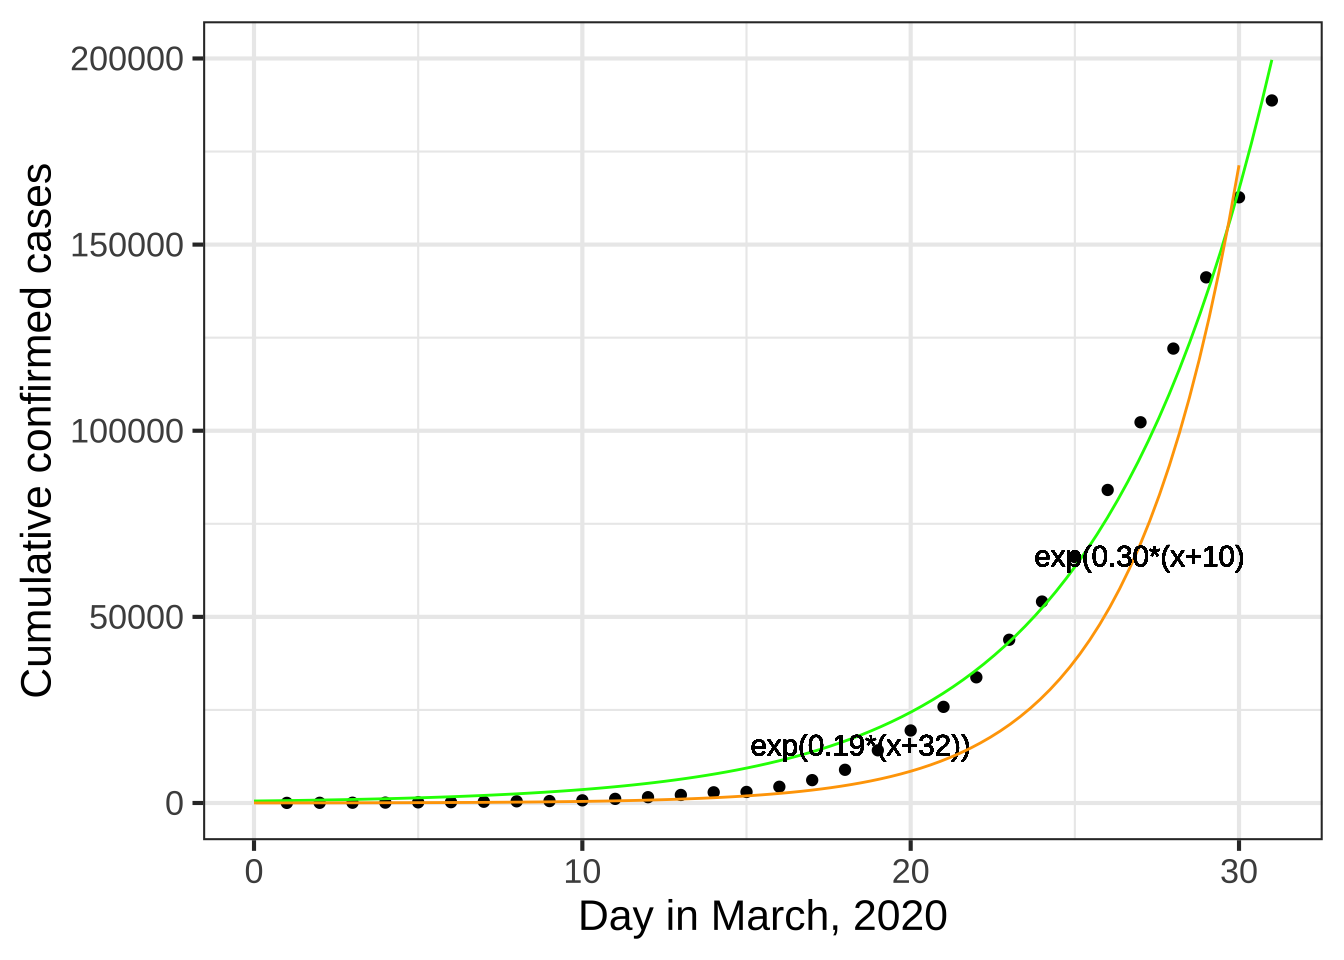 Cumulative confirmed cases
200000
150000
100000
50000
0
exp(0.30*(x+10)
exp(0.19*(x+32))
0 10 20 30
Day in March, 2020